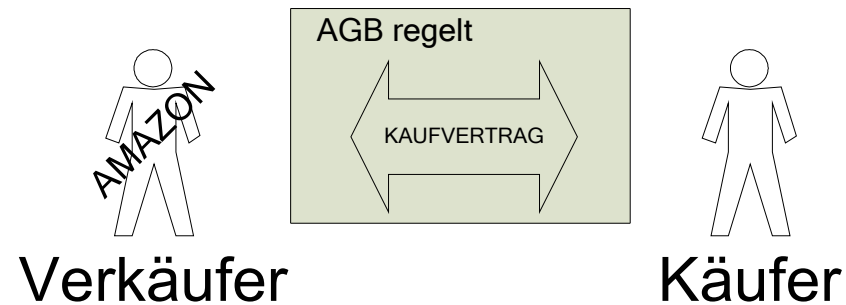 AGB regelt
AMAZON
KAUFVERTRAG
Verkäufer
Käufer